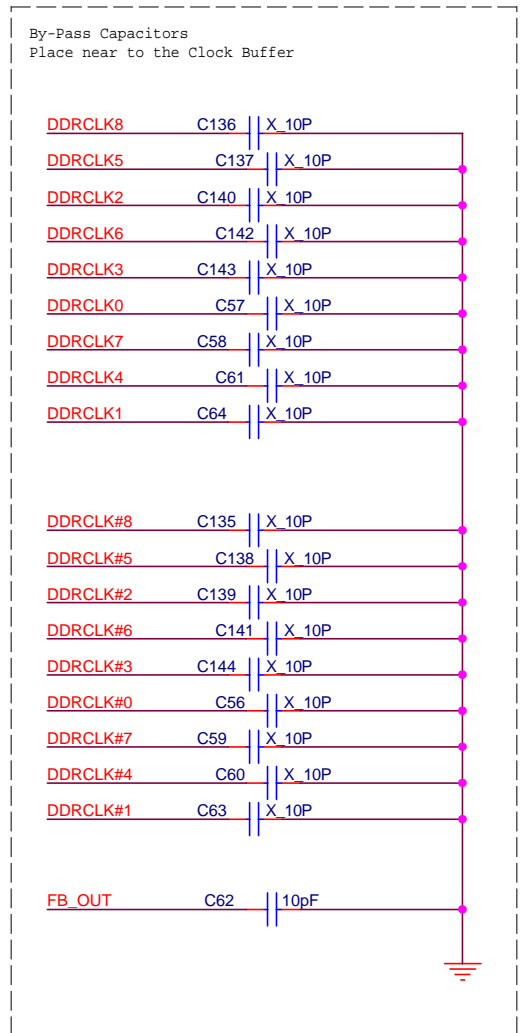 By-Pass Capacitors
Place near to the Clock Buffer
DDRCLK8 C136 X_10P
DDRCLK5 C137 X_10P
DDRCLK2 C140 X_10P
DDRCLK6 C142 X_10P
DDRCLK3 C143 X_10P
DDRCLK0 C57 X_10P
DDRCLK7 C58 X_10P
DDRCLK4 C61 X_10P
DDRCLK1 C64 X_10P
DDRCLK#8 C135 X_10P
DDRCLK#5 C138 X_10P
DDRCLK#2 C139 X_10P
DDRCLK#6 C141 X_10P
DDRCLK#3 C144 X_10P
DDRCLK#0 C56 X_10P
DDRCLK#7 C59 X_10P
DDRCLK#4 C60 X_10P
DDRCLK#1 C63 X_10P
FB_OUT C62 10pF